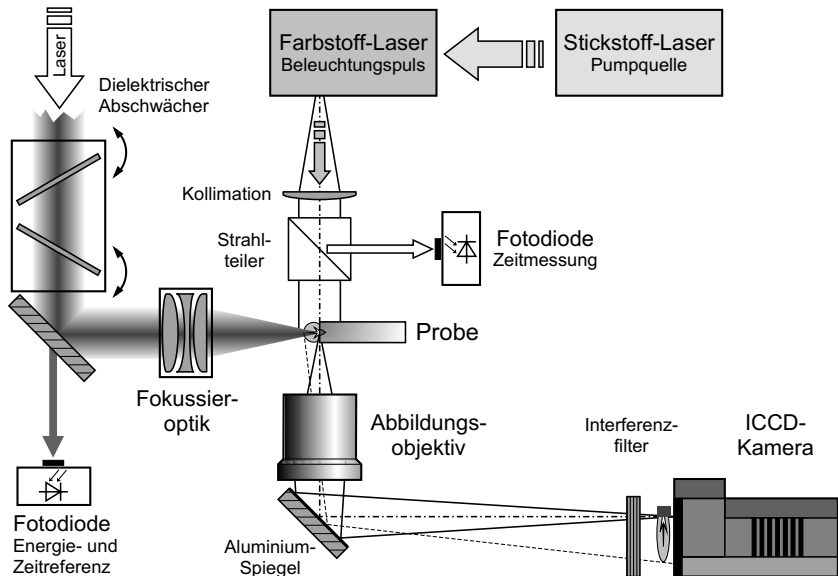 Laser
Dielektrischer
Abschwächer
Farbstoff-Laser
Beleuchtungspuls
Stickstoff-Laser
Pumpquelle
Kollimation
Strahl-
teiler
Fotodiode
Zeitmessung
Probe
Fokussier-
optik
Abbildungs-
objektiv
Interferenz-
filter
ICCD-
Kamera
Fotodiode
Energie- und
Zeitreferenz
Aluminium-
Spiegel